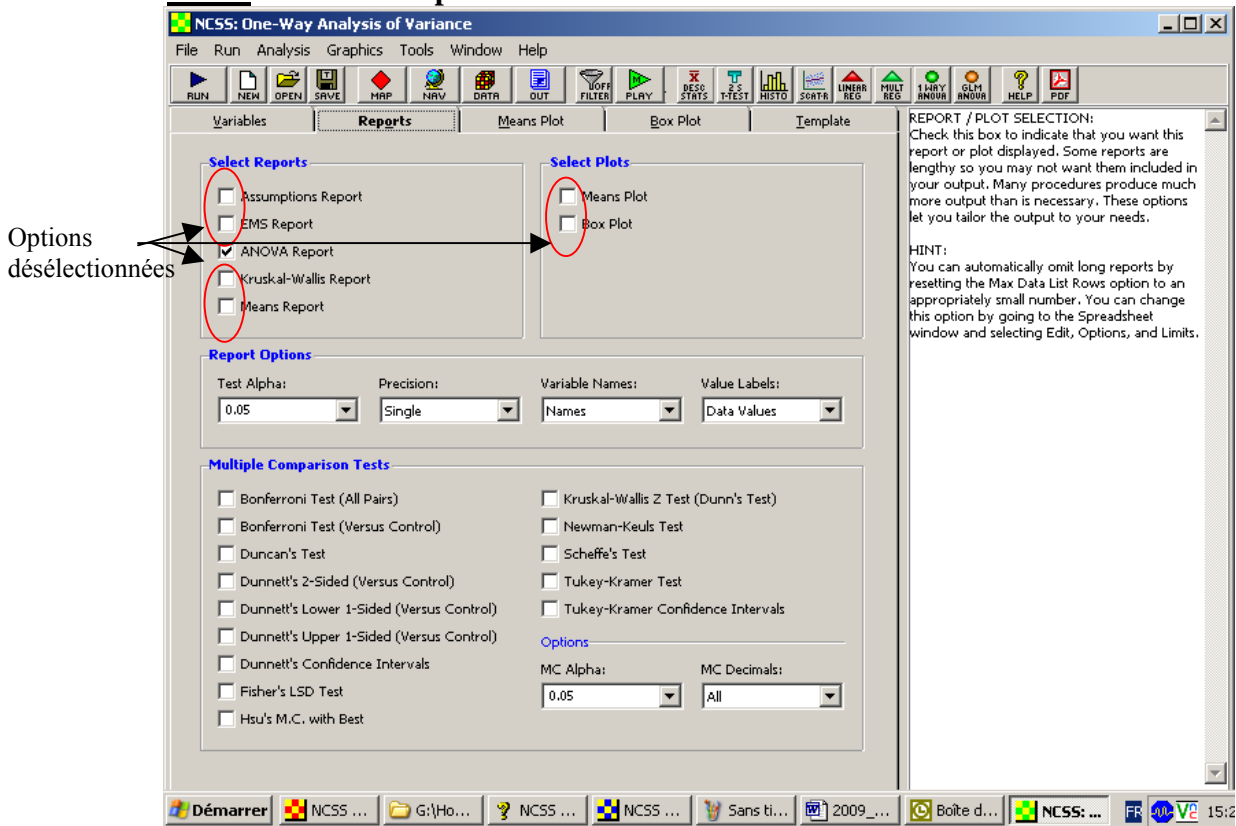 NCSS: One-Way Analysis of Variance
File Run Analysis Graphics Tools Window Help
RUN NEW OPEN SAVE MAP NAV DATA OUT UOFF FILTER M PLAY X DESC STATS T 2 S T-TEST HISTO SCAT-R LINEAR REG MULT REG 1 WAY ANOVA GLM ANOVA HELP PDF
Variables Reports Means Plot Box Plot Template
Select Reports
Assumptions Report
EMS Report
ANOVA Report
Kruskal-Wallis Report
Means Report
Select Plots
Means Plot
Box Plot
Options
désélectionnées
Report Options
Test Alpha: Precision: Variable Names: Value Labels:
0.05 Single Names Data Values
Multiple Comparison Tests
Bonferroni Test (All Pairs)
Bonferroni Test (Versus Control)
Duncan's Test
Dunnett's 2-Sided (Versus Control)
Dunnett's Lower 1-Sided (Versus Control)
Dunnett's Upper 1-Sided (Versus Control)
Dunnett's Confidence Intervals
Fisher's LSD Test
Hsu's M.C. with Best
Kruskal-Wallis Z Test (Dunn's Test)
Newman-Keuls Test
Scheffe's Test
Tukey-Kramer Test
Tukey-Kramer Confidence Intervals
Options
MC Alpha: MC Decimals:
0.05 All
REPORT / PLOT SELECTION:
Check this box to indicate that you want this
report or plot displayed. Some reports are
lengthy so you may not want them included in
your output. Many procedures produce much
more output than is necessary. These options
let you tailor the output to your needs.
HINT:
You can automatically omit long reports by
resetting the Max Data List Rows option to an
appropriately small number. You can change
this option by going to the Spreadsheet
window and selecting Edit, Options, and Limits.
Démarrer NCSS ... G:\Ho... NCSS ... NCSS ... Sans ti... 2009_... Boîte d... NCSS: ... FR 15:2